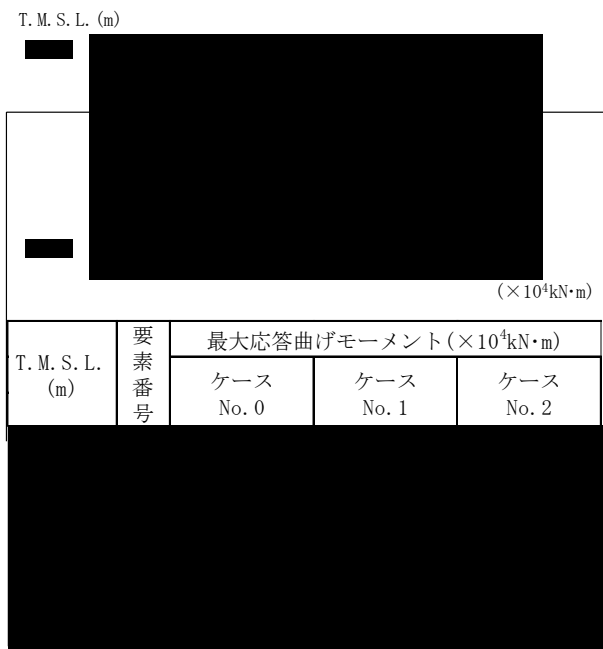 T.M.S.L.(m)
(×10⁴kN・m)
T.M.S.L.
(m)
要素番号
最大応答曲げモーメント(×10⁴kN・m)
ケース
No.0
ケース
No.1
ケース
No.2